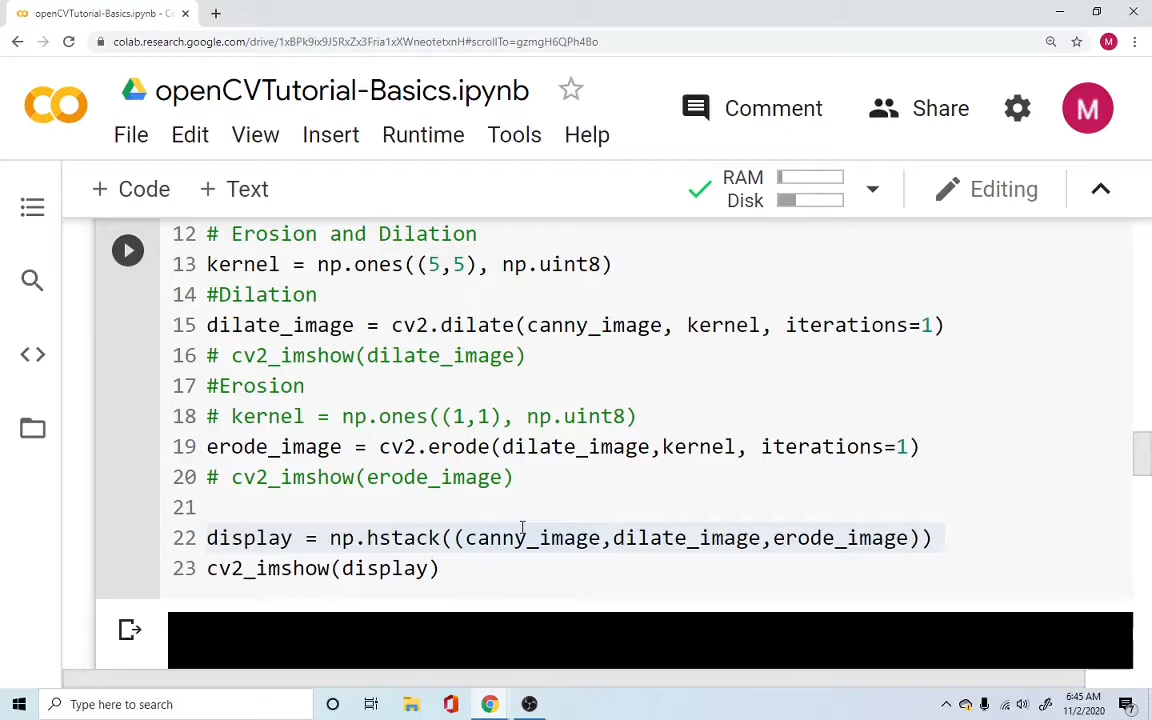 openCVTutorial-Basics.ipynb - Co
colab.research.google.com/drive/1xBPk9ix9J5RxZx3Fria1xXWneotetxnH#scrollTo=gzmgH6QPh4Bo
M
openCVTutorial-Basics.ipynb
Comment
Share
M
File Edit View Insert Runtime Tools Help
+ Code + Text
RAM
Disk
Editing
12 # Erosion and Dilation
13 kernel = np.ones((5,5), np.uint8)
14 #Dilation
15 dilate_image = cv2.dilate(canny_image, kernel, iterations=1)
16 # cv2_imshow(dilate_image)
17 #Erosion
18 # kernel = np.ones((1,1), np.uint8)
19 erode_image = cv2.erode(dilate_image,kernel, iterations=1)
20 # cv2_imshow(erode_image)
21
22 display = np.hstack((canny_image,dilate_image,erode_image))
23 cv2_imshow(display)
Type here to search
6:45 AM
11/2/2020
7